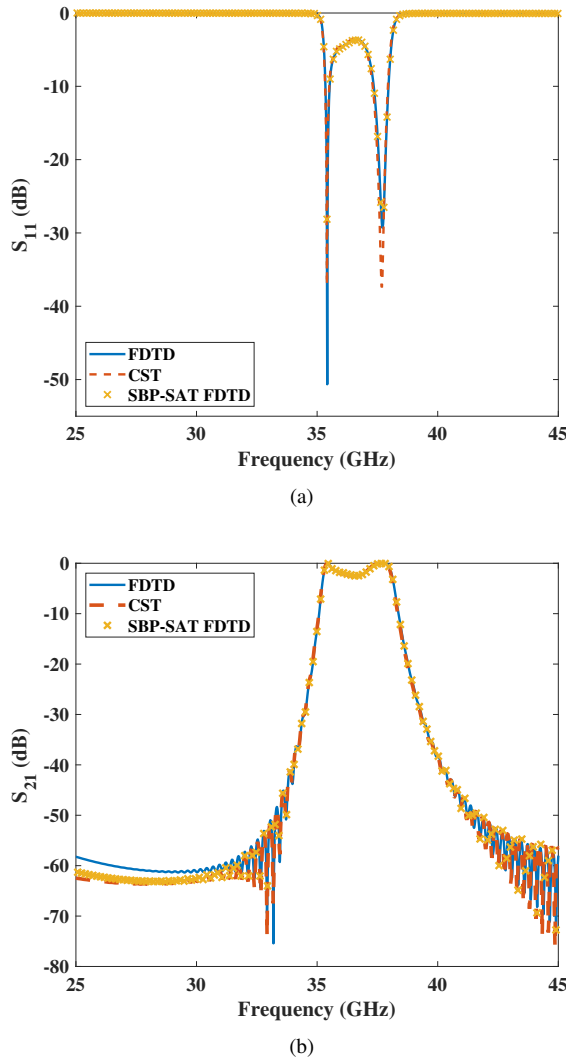 0
-10
-20
-30
-40
-50
S11 (dB)
FDTD
CST
SBP-SAT FDTD
25 30 35 40 45
Frequency (GHz)
(a)
0
-10
-20
-30
-40
-50
-60
-70
-80
S21 (dB)
FDTD
CST
SBP-SAT FDTD
25 30 35 40 45
Frequency (GHz)
(b)